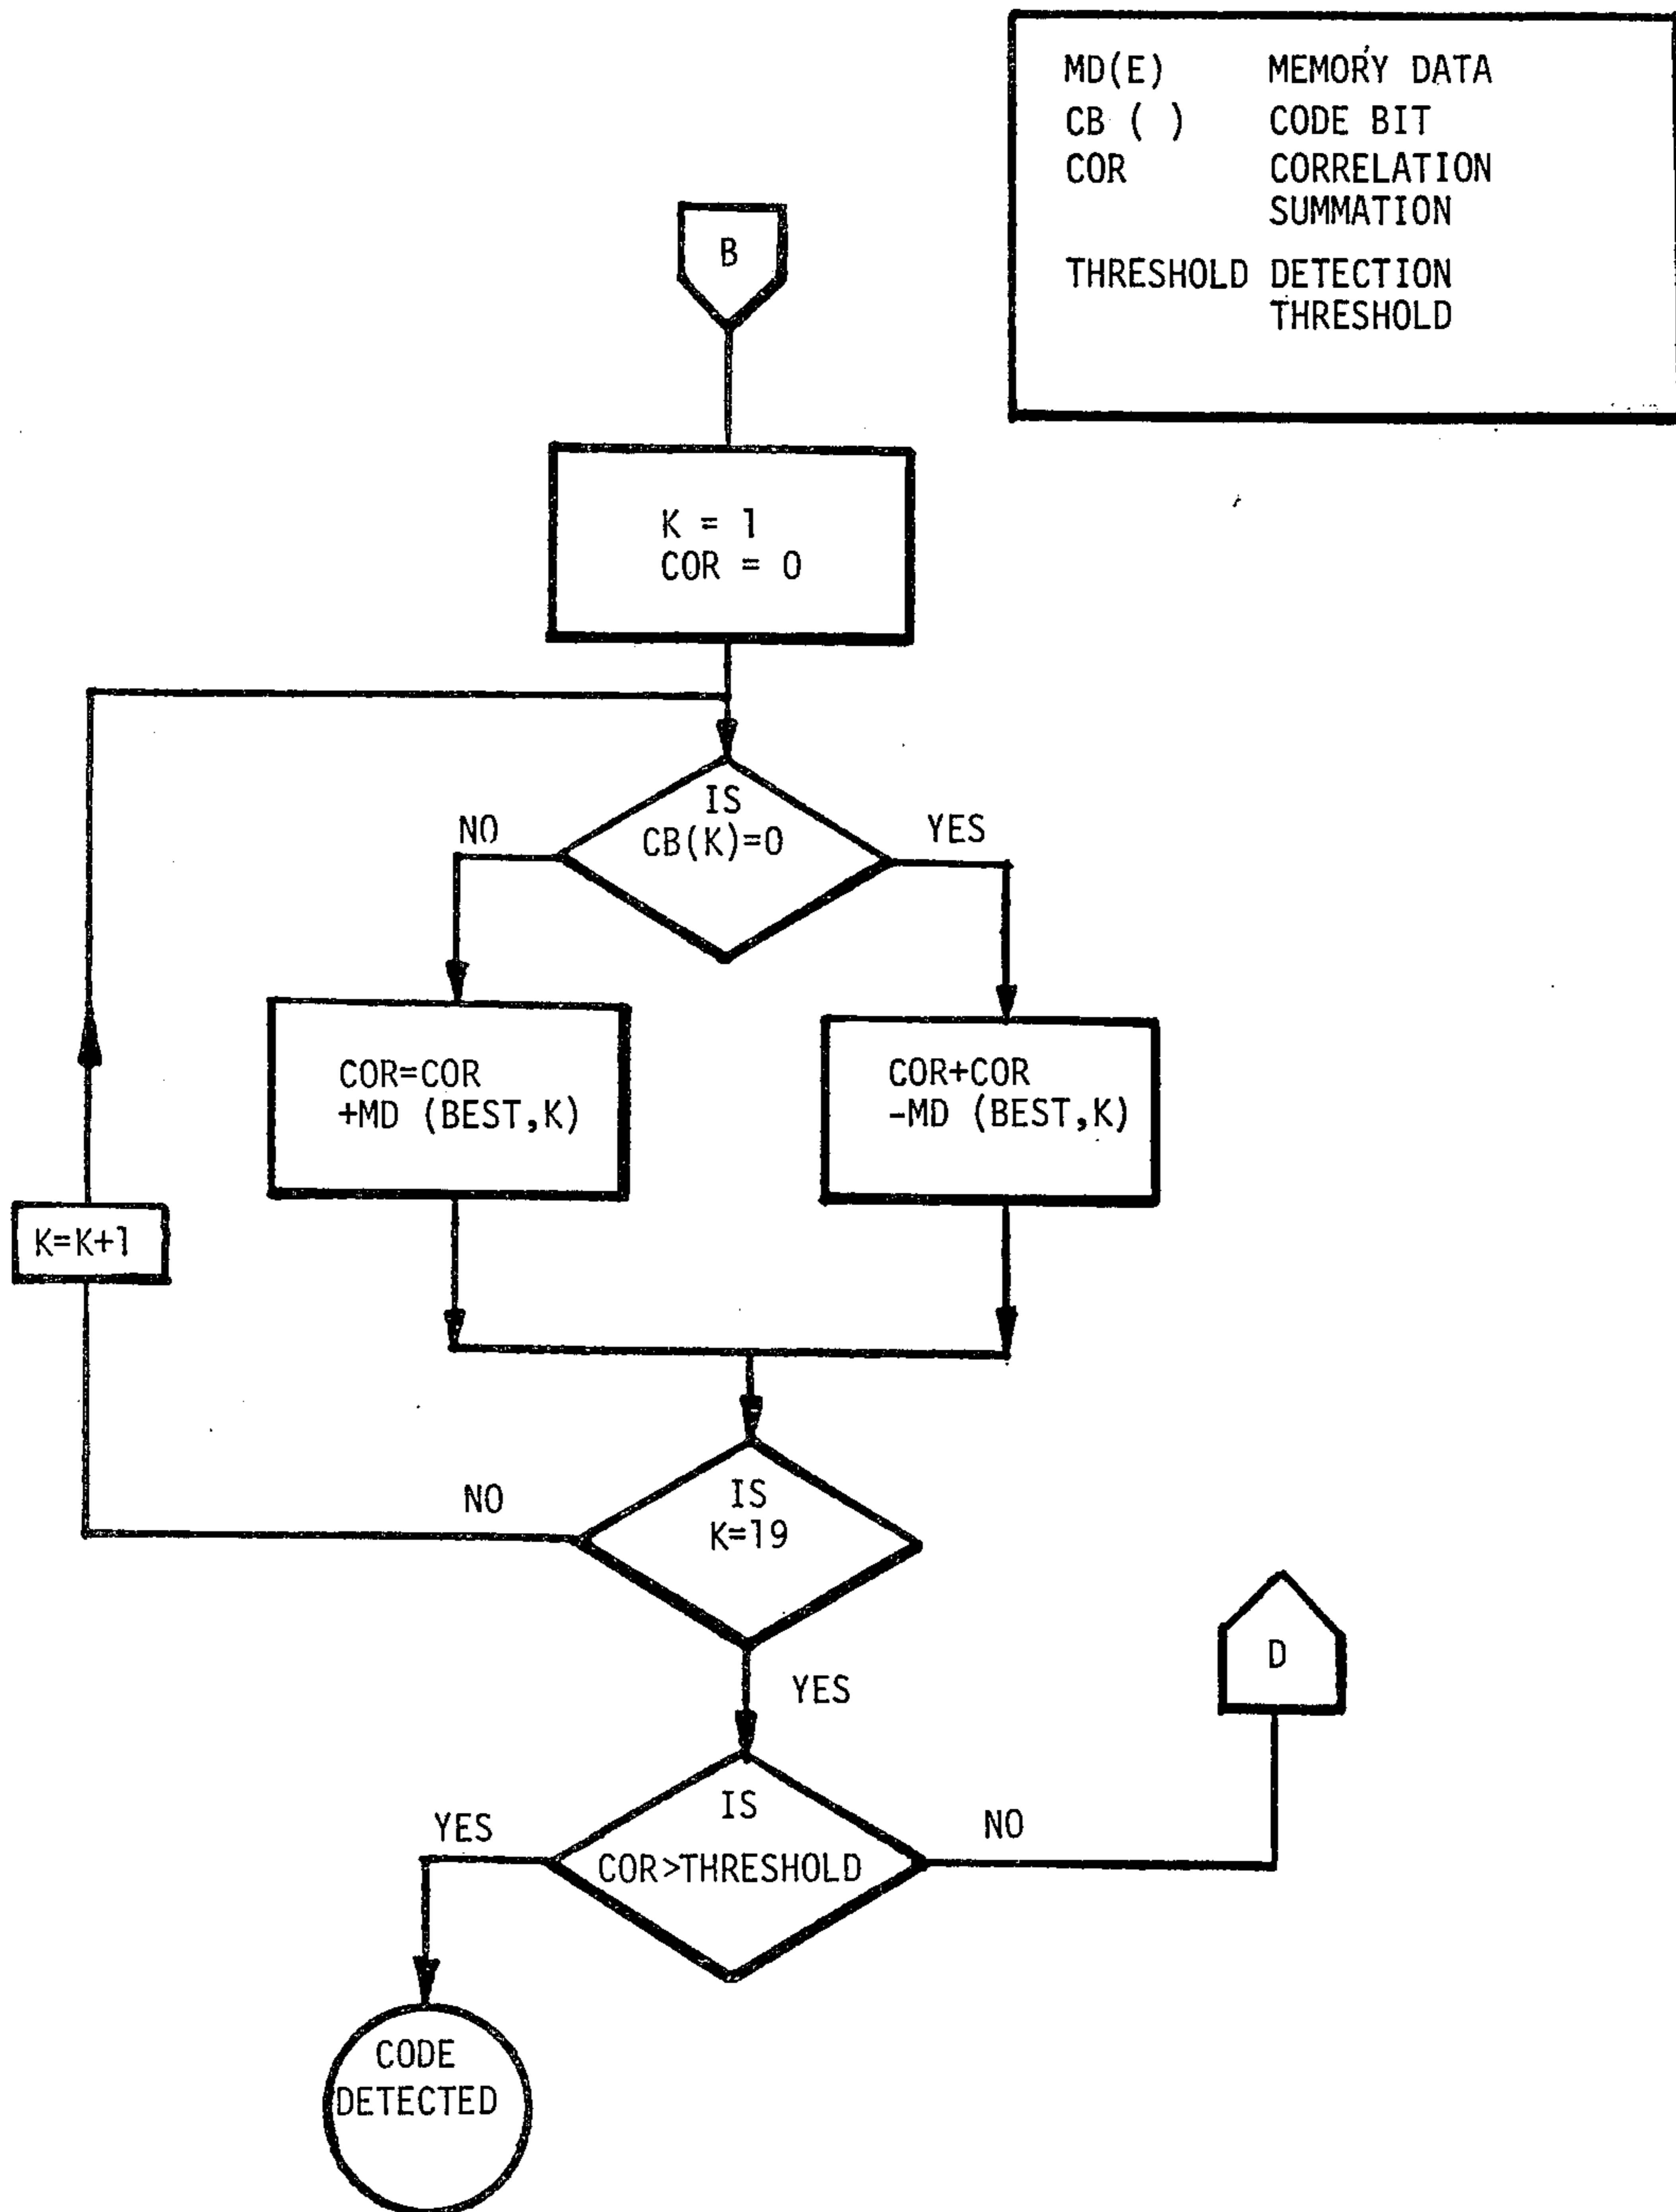 MD(E) MEMORY DATA
CB ( ) CODE BIT
COR CORRELATION
SUMMATION
THRESHOLD DETECTION
THRESHOLD
B
K = 1
COR = 0
IS
CB(K)=0
NO
YES
COR=COR
+MD (BEST,K)
COR+COR
-MD (BEST,K)
K=K+1
IS
K=19
NO
YES
D
IS
COR>THRESHOLD
YES
NO
CODE
DETECTED